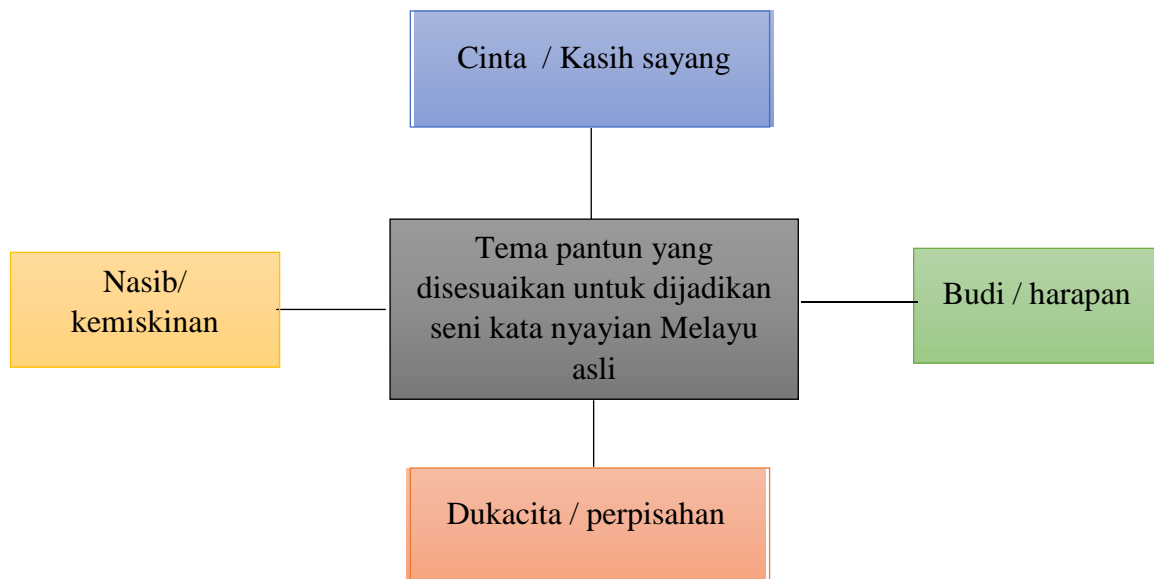 Cinta / Kasih sayang
Tema pantun yang
disesuaikan untuk dijadikan
seni kata nyayian Melayu
asli
Nasib/
kemiskinan
Budi / harapan
Dukacita / perpisahan